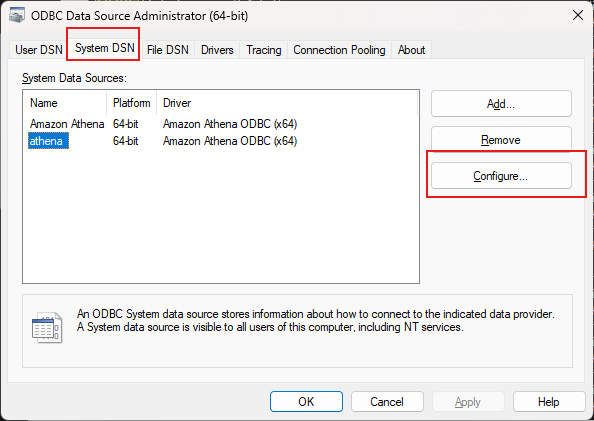 ODBC Data Source Administrator (64-bit)
User DSN System DSN File DSN Drivers Tracing Connection Pooling About
System Data Sources:
Name Platform Driver
Amazon Athena 64-bit Amazon Athena ODBC (x64)
athena 64-bit Amazon Athena ODBC (x64)
Add...
Remove
Configure...
An ODBC System data source stores information about how to connect to the indicated data provider.
A System data source is visible to all users of this computer, including NT services.
OK Cancel Apply Help